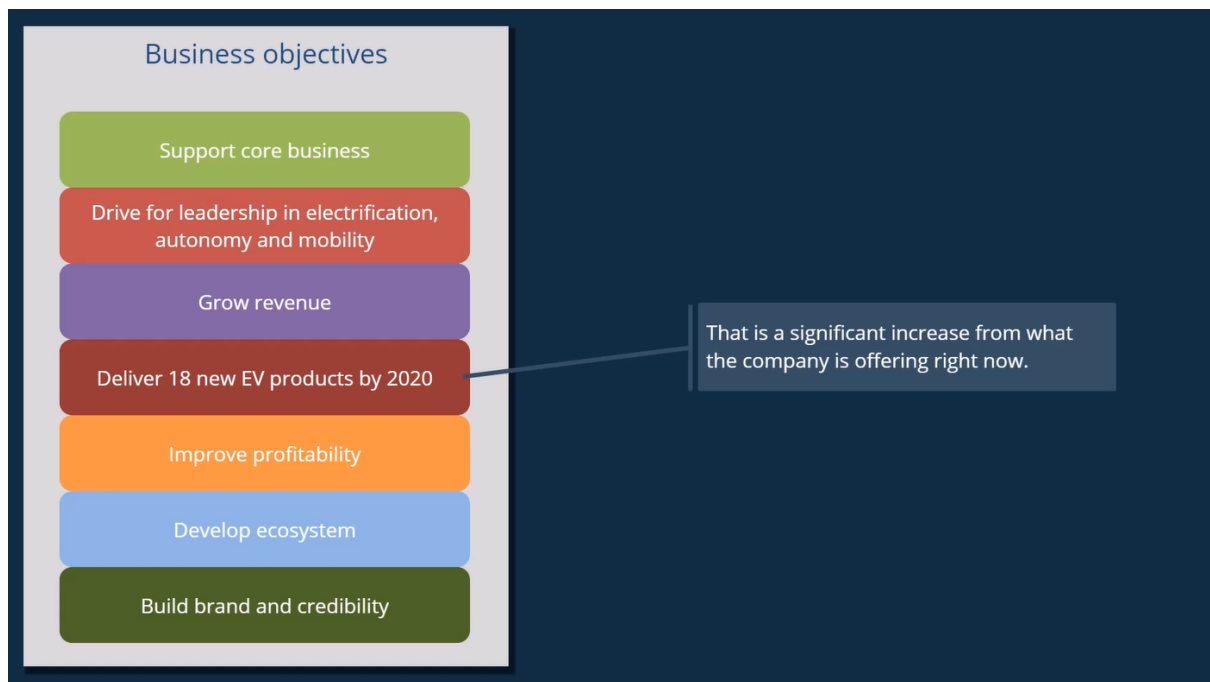 Business objectives
Support core business
Drive for leadership in electrification,
autonomy and mobility
Grow revenue
Deliver 18 new EV products by 2020
That is a significant increase from what
the company is offering right now.
Improve profitability
Develop ecosystem
Build brand and credibility